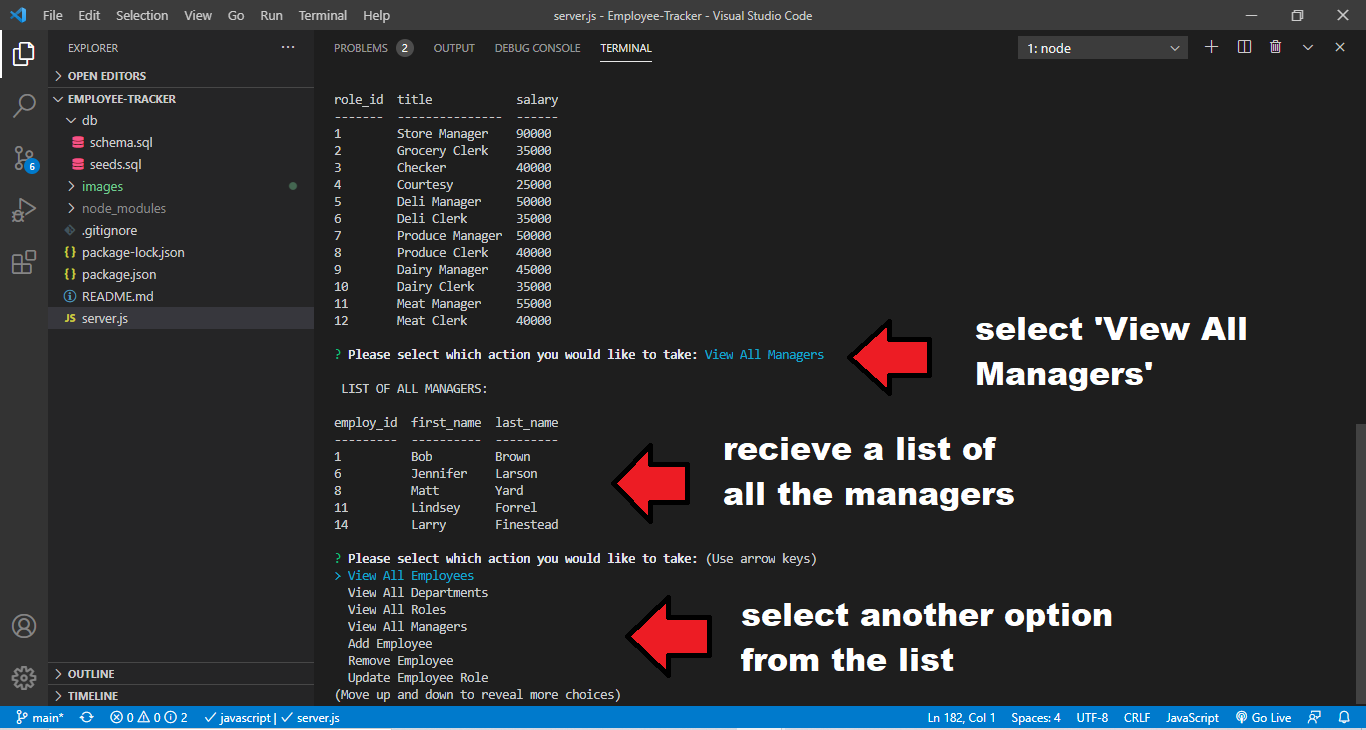 File Edit Selection View Go Run Terminal Help
server.js - Employee-Tracker - Visual Studio Code
EXPLORER
OPEN EDITORS
EMPLOYEE-TRACKER
db
schema.sql
seeds.sql
images
node_modules
.gitignore
{} package-lock.json
{} package.json
README.md
JS server.js
OUTLINE
TIMELINE
6
PROBLEMS 2 OUTPUT DEBUG CONSOLE TERMINAL
1: node
role_id title salary
------- --------------- ------
1 Store Manager 90000
2 Grocery Clerk 35000
3 Checker 40000
4 Courtesy 25000
5 Deli Manager 50000
6 Deli Clerk 35000
7 Produce Manager 50000
8 Produce Clerk 40000
9 Dairy Manager 45000
10 Dairy Clerk 35000
11 Meat Manager 55000
12 Meat Clerk 40000
? Please select which action you would like to take: View All Managers
LIST OF ALL MANAGERS:
employ_id first_name last_name
--------- ---------- ---------
1 Bob Brown
6 Jennifer Larson
8 Matt Yard
11 Lindsey Forrel
14 Larry Finestead
? Please select which action you would like to take: (Use arrow keys)
> View All Employees
View All Departments
View All Roles
View All Managers
Add Employee
Remove Employee
Update Employee Role
(Move up and down to reveal more choices)
select 'View All
Managers'
recieve a list of
all the managers
select another option
from the list
main* 0 0 2 javascript | server.js
Ln 182, Col 1 Spaces: 4 UTF-8 CRLF JavaScript Go Live